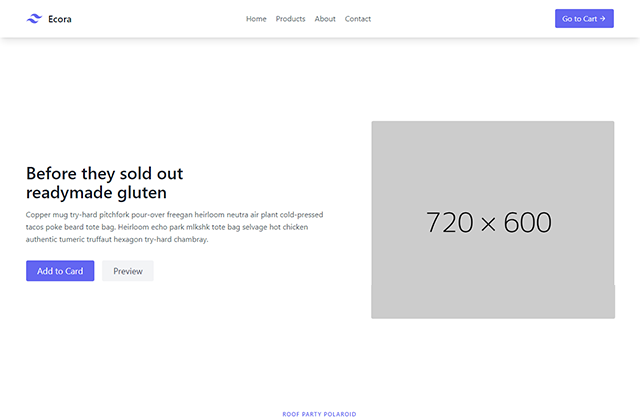 Ecora
Home Products About Contact
Go to Cart →
Before they sold out
readymade gluten
Copper mug try-hard pitchfork pour-over freegan heirloom neutra air plant cold-pressed
tacos poke beard tote bag. Heirloom echo park mlkshk tote bag selvage hot chicken
authentic tumeric truffaut hexagon try-hard chambray.
Add to Card
Preview
720 × 600
ROOF PARTY POLAROID